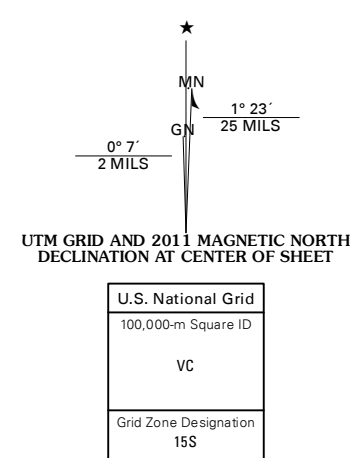 ★
MN
1° 23´
25 MILS
GN
0° 7´
2 MILS
UTM GRID AND 2011 MAGNETIC NORTH
DECLINATION AT CENTER OF SHEET
U.S. National Grid
100,000-m Square ID
VC
Grid Zone Designation
15S